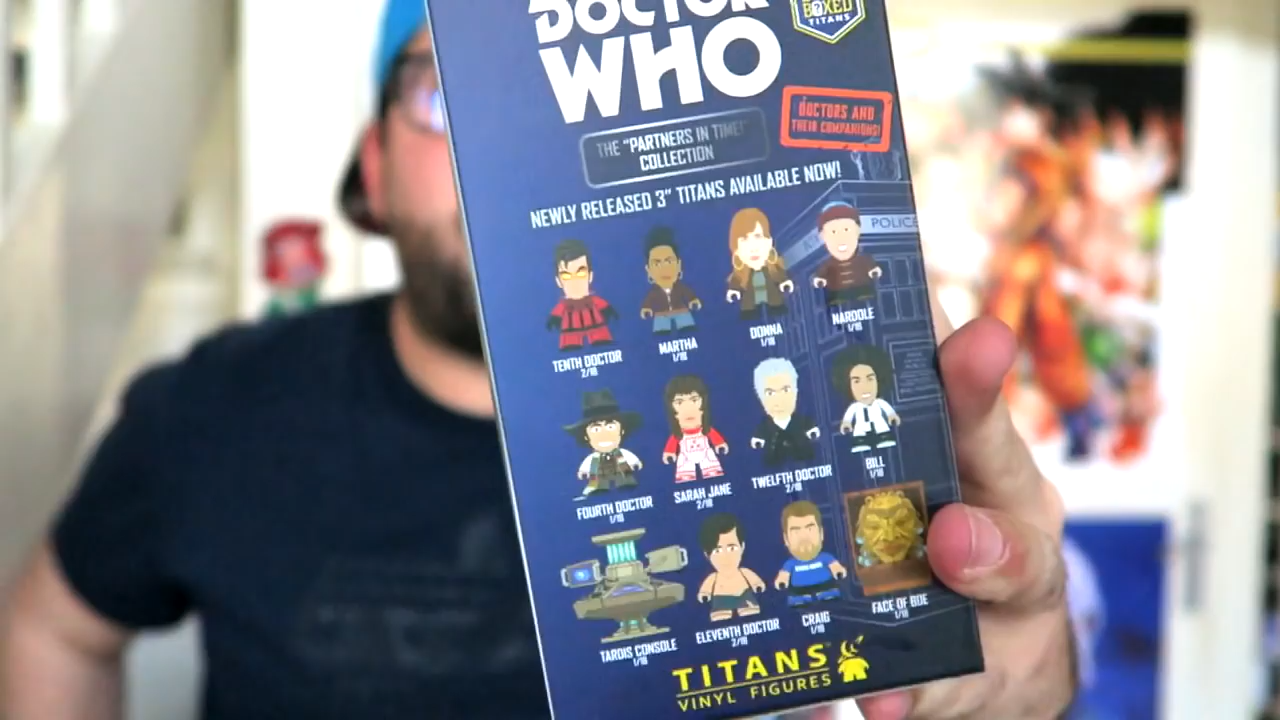 DOCTOR
WHO
BOXED
TITANS
DOCTORS AND
THEIR COMPANIONS!
THE "PARTNERS IN TIME!"
COLLECTION
NEWLY RELEASED 3" TITANS AVAILABLE NOW!
POLICE
TENTH DOCTOR
2/18
MARTHA
1/18
DONNA
1/18
NARDOLE
1/18
FOURTH DOCTOR
1/18
SARAH JANE
2/18
TWELFTH DOCTOR
2/18
BILL
1/18
TARDIS CONSOLE
1/18
ELEVENTH DOCTOR
2/18
CRAIG
1/18
FACE OF BOE
1/18
TITANS
VINYL FIGURES